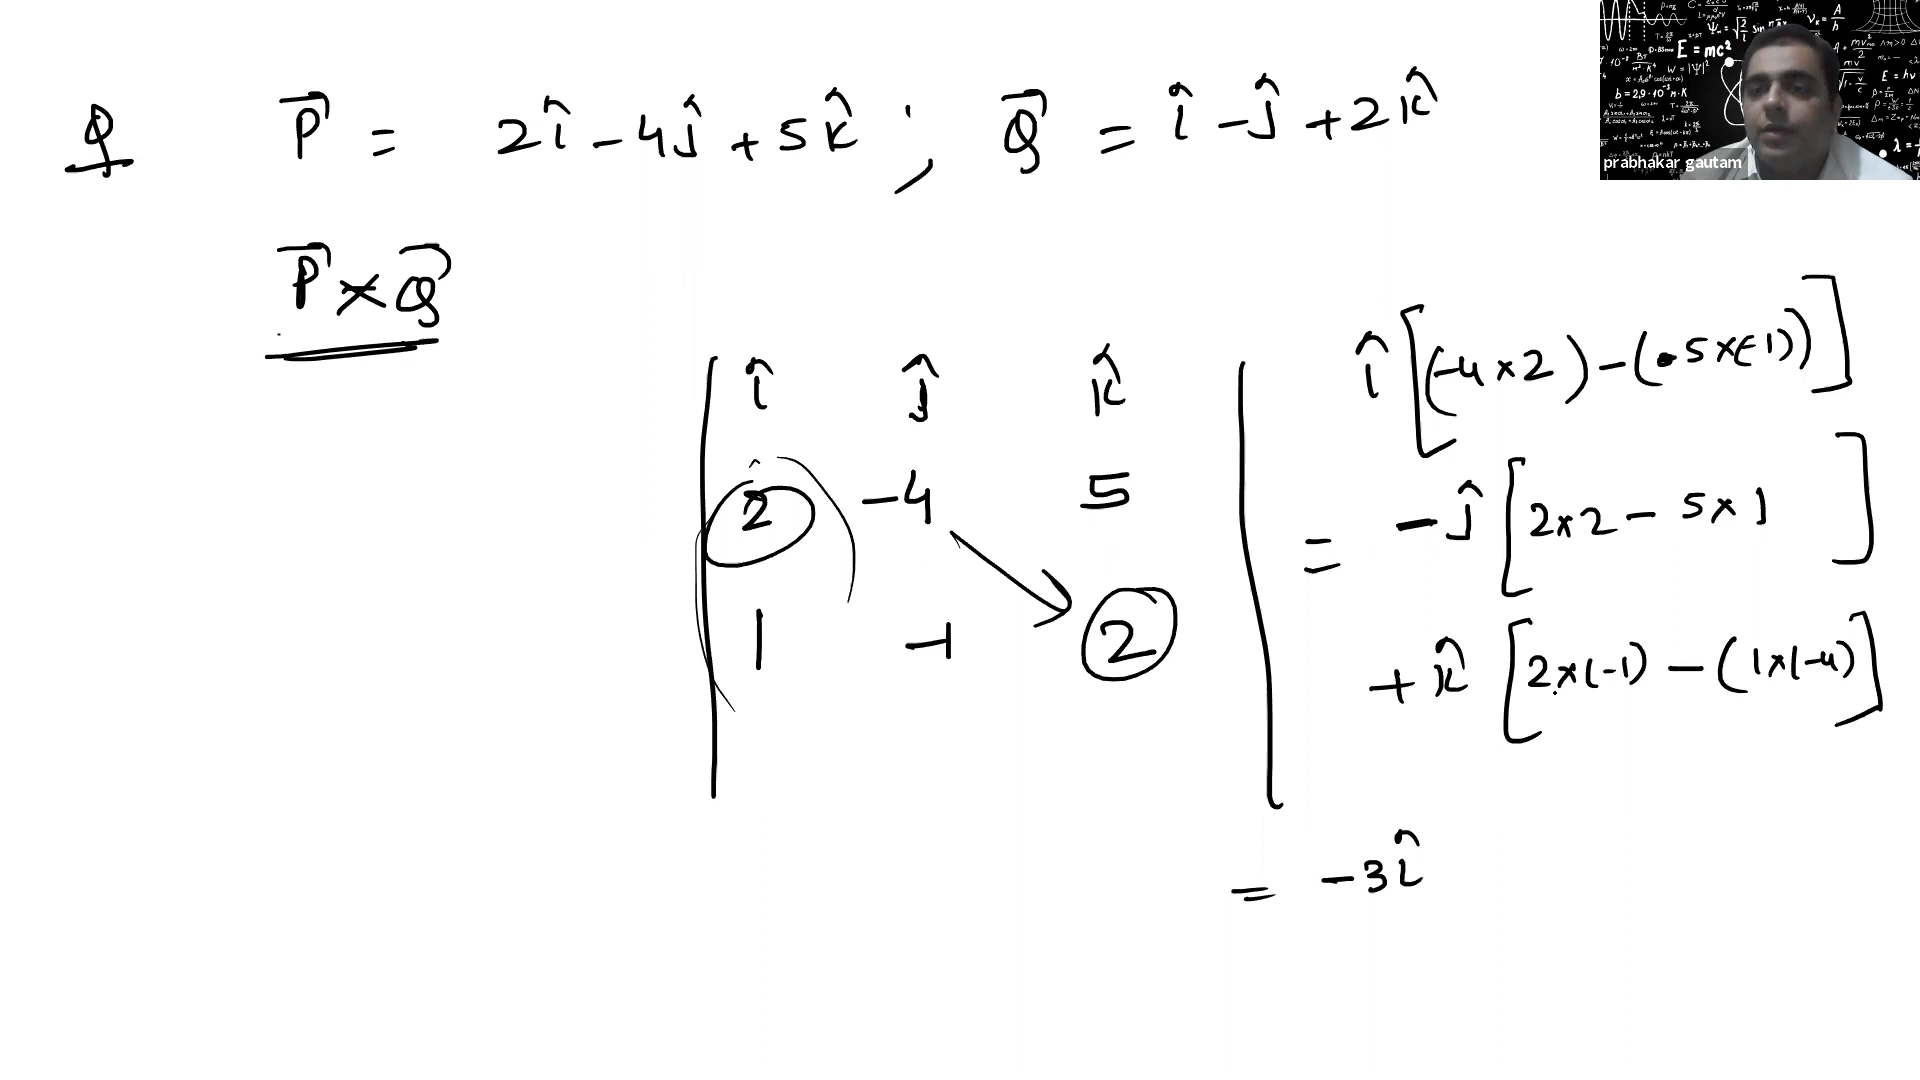 Q P⃗ = 2î - 4ĵ + 5k̂ ; Q⃗ = î - ĵ + 2k̂
P⃗ × Q⃗
| î ĵ k̂ |
| 2 -4 5 |
| 1 -1 2 |
= î [(-4 × 2) - (5 × (-1))]
- ĵ [2 × 2 - 5 × 1]
+ k̂ [2 × (-1) - (1 × (-4)]
= -3î
E = mc²
prabhakar gautam